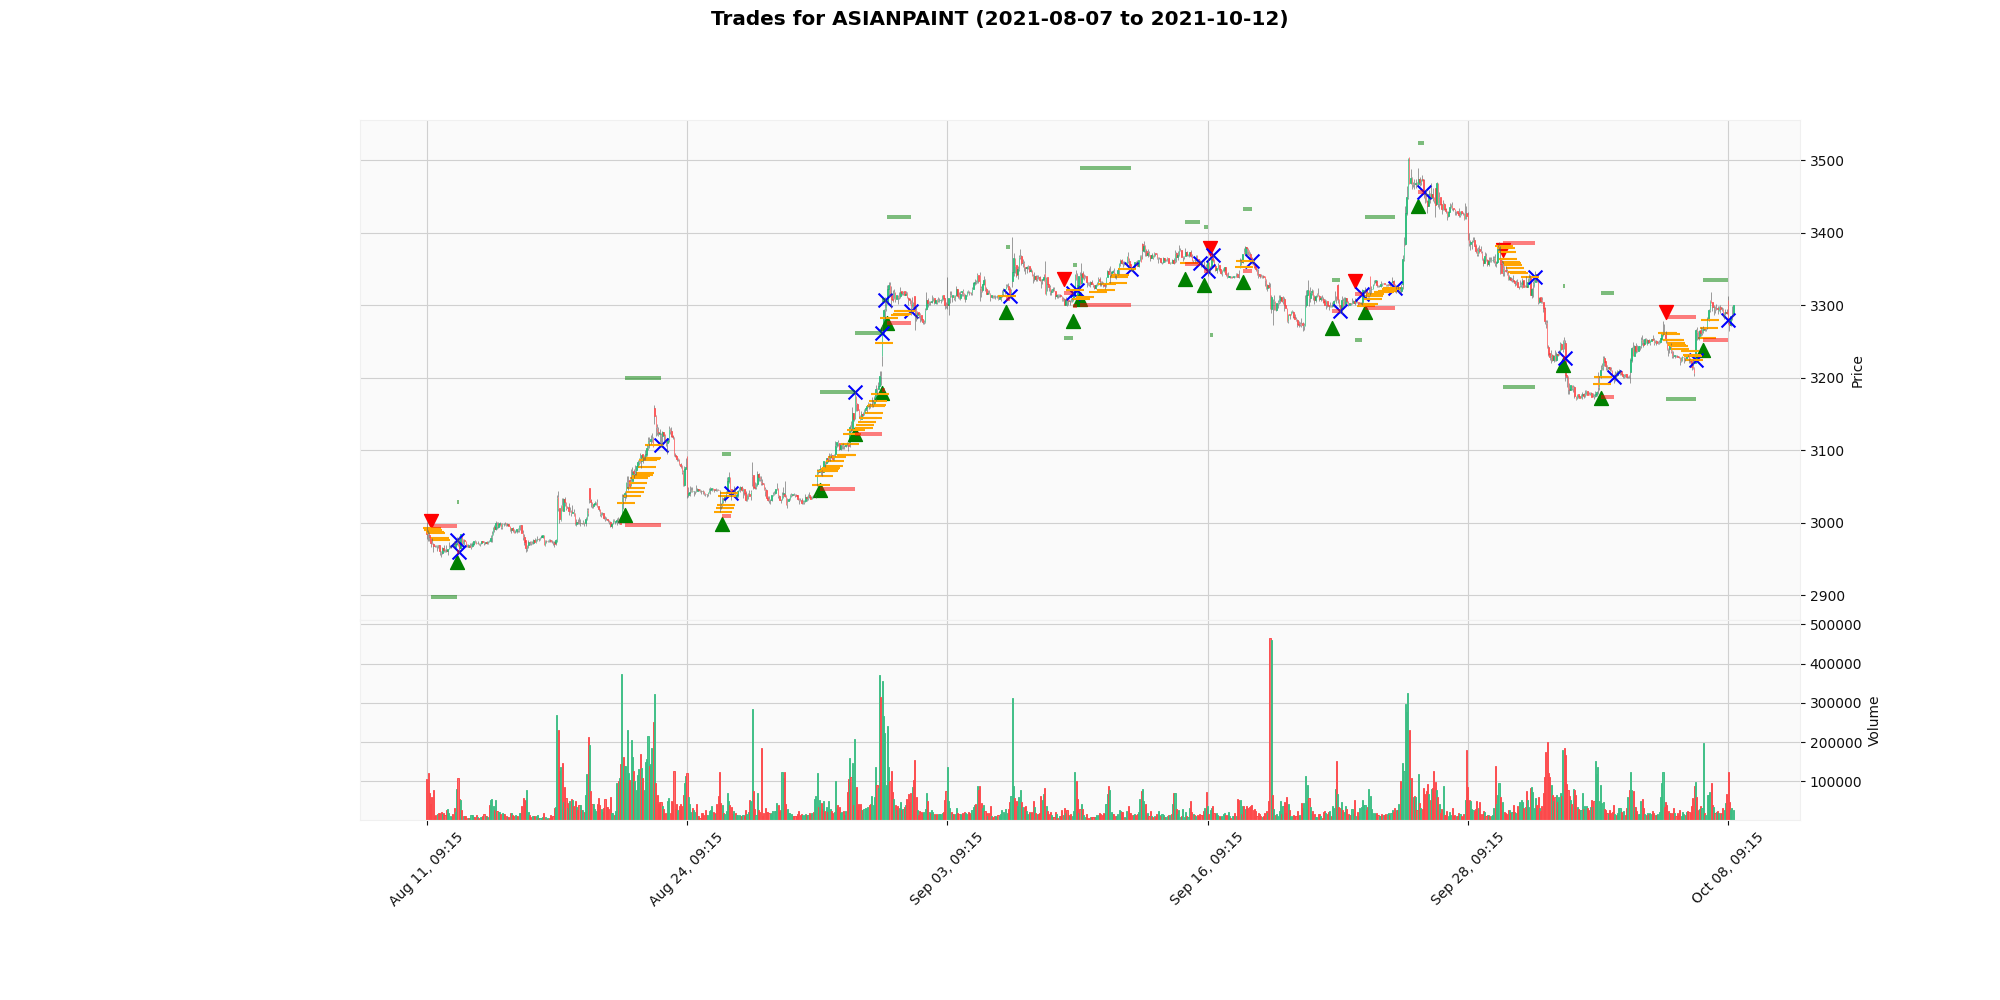 Trades for ASIANPAINT (2021-08-07 to 2021-10-12)
3500
3400
3300
3200
3100
3000
2900
Price
500000
400000
300000
200000
100000
Volume
Aug 11, 09:15
Aug 24, 09:15
Sep 03, 09:15
Sep 16, 09:15
Sep 28, 09:15
Oct 08, 09:15